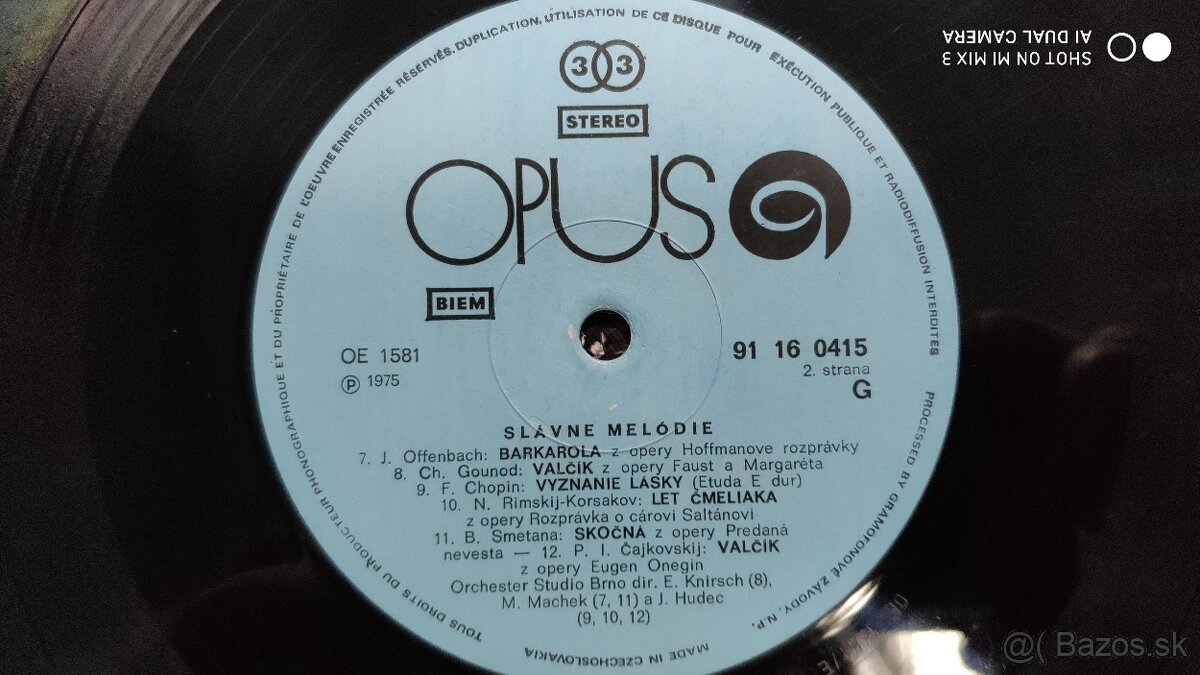 TOUS DROITS DU PRODUCTEUR PHONOGRAPHIQUE ET DU PROPRIÉTAIRE DE L'OEUVRE ENREGISTRÉE RÉSERVÉS. DUPLICATION, UTILISATION DE CE DISQUE POUR EXÉCUTION PUBLIQUE ET RADIODIFFUSION INTERDITES
33
STEREO
OPUS
BIEM
OE 1581
℗ 1975
91 16 0415
2. strana
G
SLÁVNE MELÓDIE
7. J. Offenbach: BARKAROLA z opery Hoffmanove rozprávky
8. Ch. Gounod: VALČÍK z opery Faust a Margaréta
9. F. Chopin: VYZNANIE LÁSKY (Etuda E dur)
10. N. Rimskij-Korsakov: LET ČMELIAKA
z opery Rozprávka o cárovi Saltánovi
11. B. Smetana: SKOČNÁ z opery Predaná
nevesta — 12. P. I. Čajkovskij: VALČÍK
z opery Eugen Onegin
Orchester Studio Brno dir. E. Knirsch (8),
M. Machek (7, 11) a J. Hudec
(9, 10, 12)
PROCESSED BY GRAMOFONOVÉ ZÁVODY, N.P.
MADE IN CZECHOSLOVAKIA
SHOT ON MI MIX 3
AI DUAL CAMERA
@( Bazos.sk